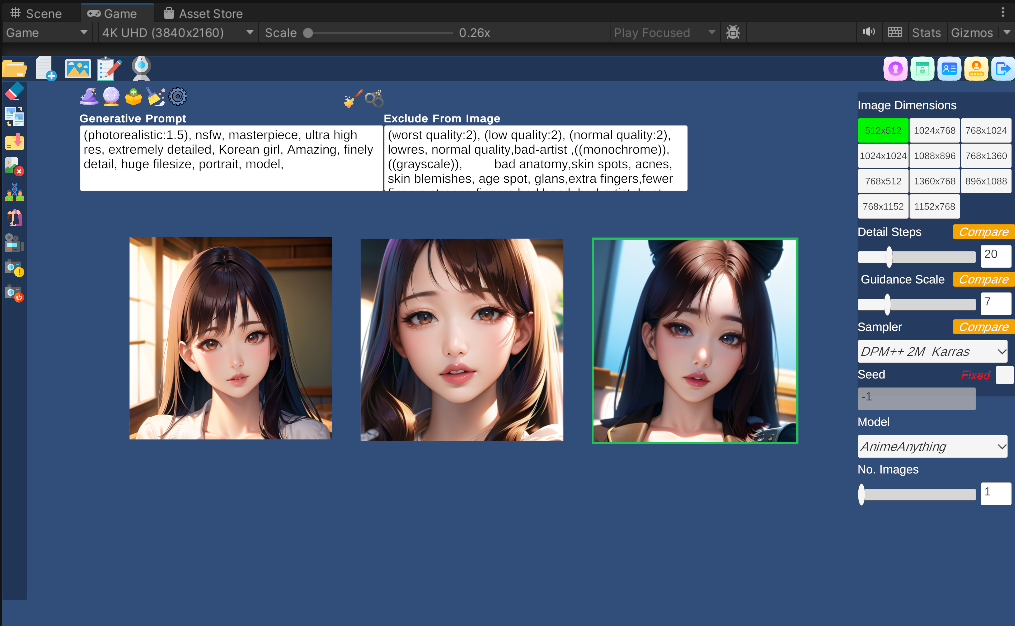 Scene Game Asset Store
Game 4K UHD (3840x2160) Scale 0.26x Play Focused Stats Gizmos
Generative Prompt Exclude From Image
(photorealistic:1.5), nsfw, masterpiece, ultra high
res, extremely detailed, Korean girl. Amazing, finely
detail, huge filesize, portrait, model,
(worst quality:2), (low quality:2), (normal quality:2),
lowres, normal quality,bad-artist ,((monochrome)),
((grayscale)), bad anatomy,skin spots, acnes,
skin blemishes, age spot, glans,extra fingers,fewer
Image Dimensions
512x512 1024x768 768x1024
1024x1024 1088x896 768x1360
768x512 1360x768 896x1088
768x1152 1152x768
Detail Steps Compare
20
Guidance Scale Compare
7
Sampler Compare
DPM++ 2M Karras
Seed Fixed
-1
Model
AnimeAnything
No. Images
1